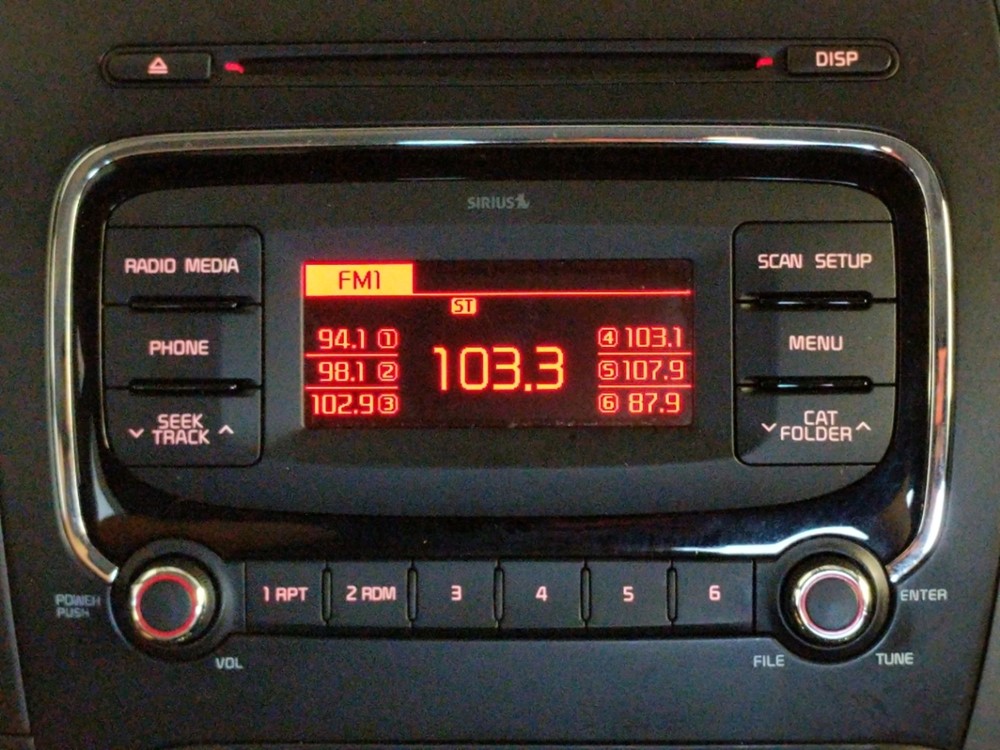 DISP
SIRIUS
RADIO MEDIA
PHONE
SEEK
TRACK
FM1
ST
94.1 1
98.1 2
102.9 3
103.3
4 103.1
5 107.9
6 87.9
SCAN SETUP
MENU
CAT
FOLDER
POWER
PUSH
VOL
1 RPT
2 RDM
3
4
5
6
ENTER
FILE
TUNE